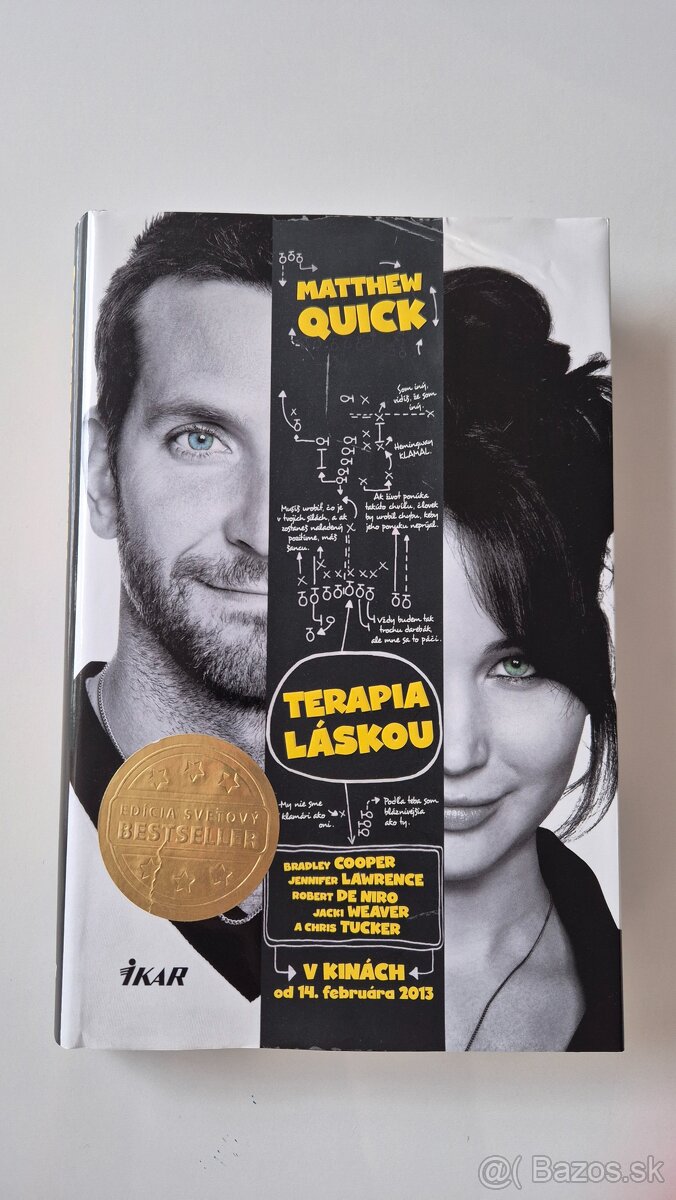 MATTHEW
QUICK
Som iný,
vidíš, že som
iný.
Hemingway
KLAMAL.
Musíš urobiť, čo je
v tvojich silách, a ak
zostaneš naladený
pozitívne, máš
šancu.
Ak život ponúka
takúto chvíľu, človek
by urobil chybu, keby
jeho ponuku neprijal.
Vždy budem tak
trochu darebák,
ale mne sa to páči.
TERAPIA
LÁSKOU
My nie sme
klamári ako
oni.
Podľa teba som
bláznivejšia
ako ty.
EDÍCIA SVETOVÝ
BESTSELLER
BRADLEY COOPER
JENNIFER LAWRENCE
ROBERT DE NIRO
JACKI WEAVER
A CHRIS TUCKER
V KINÁCH
od 14. februára 2013
IKAR
@( Bazos.sk